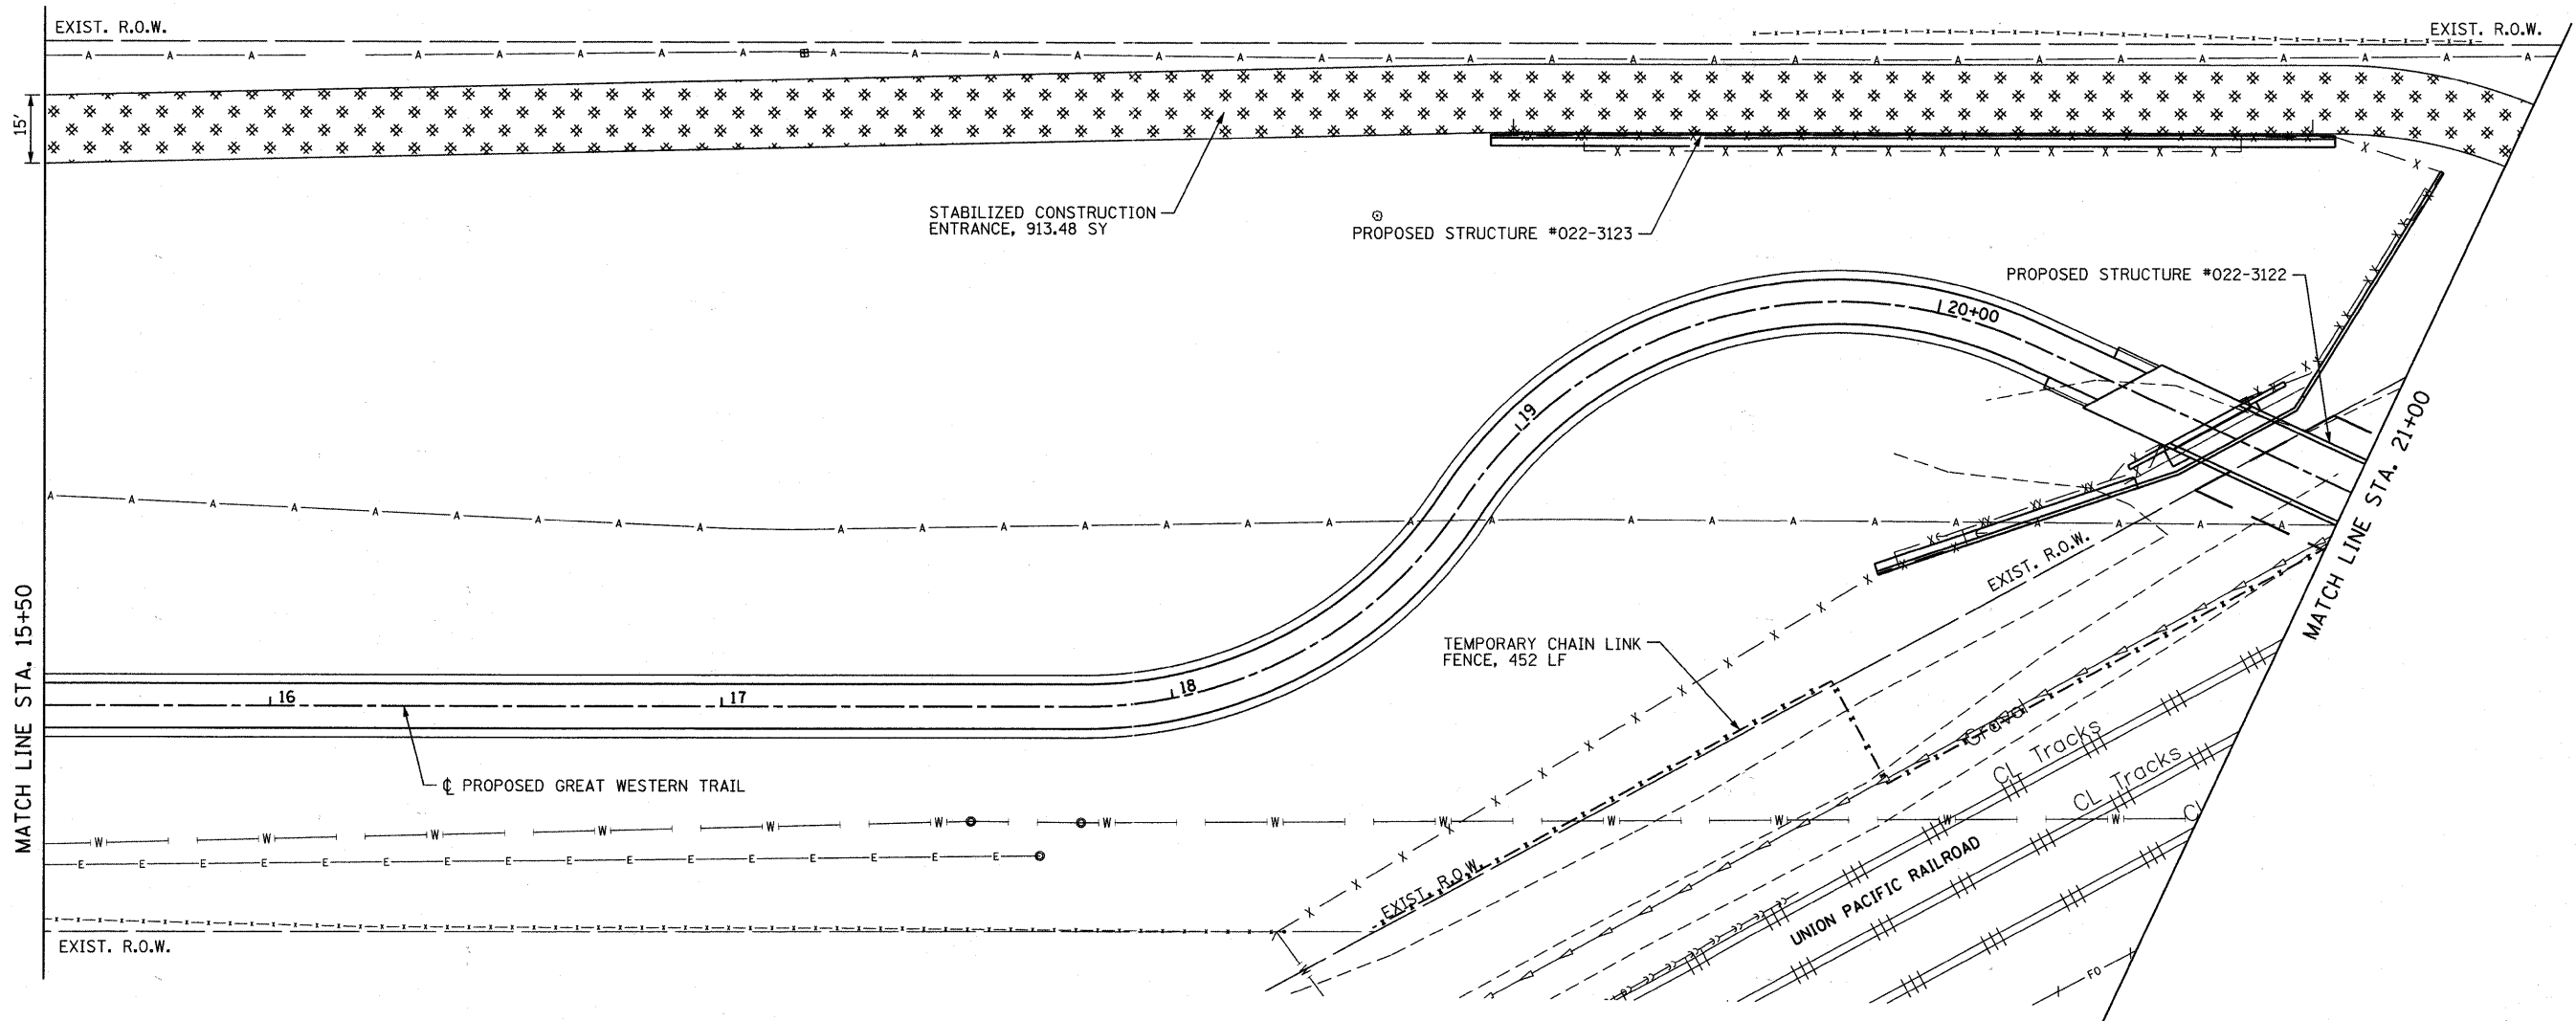 EXIST. R.O.W.
EXIST. R.O.W.
15'
STABILIZED CONSTRUCTION
ENTRANCE, 913.48 SY
PROPOSED STRUCTURE #022-3123
PROPOSED STRUCTURE #022-3122
20+00
19
MATCH LINE STA. 21+00
EXIST. R.O.W.
MATCH LINE STA. 15+50
TEMPORARY CHAIN LINK
FENCE, 452 LF
16
17
18
Gravel
CL Tracks
CL Tracks
CL
℄ PROPOSED GREAT WESTERN TRAIL
EXIST. R.O.W.
UNION PACIFIC RAILROAD
EXIST. R.O.W.
FO